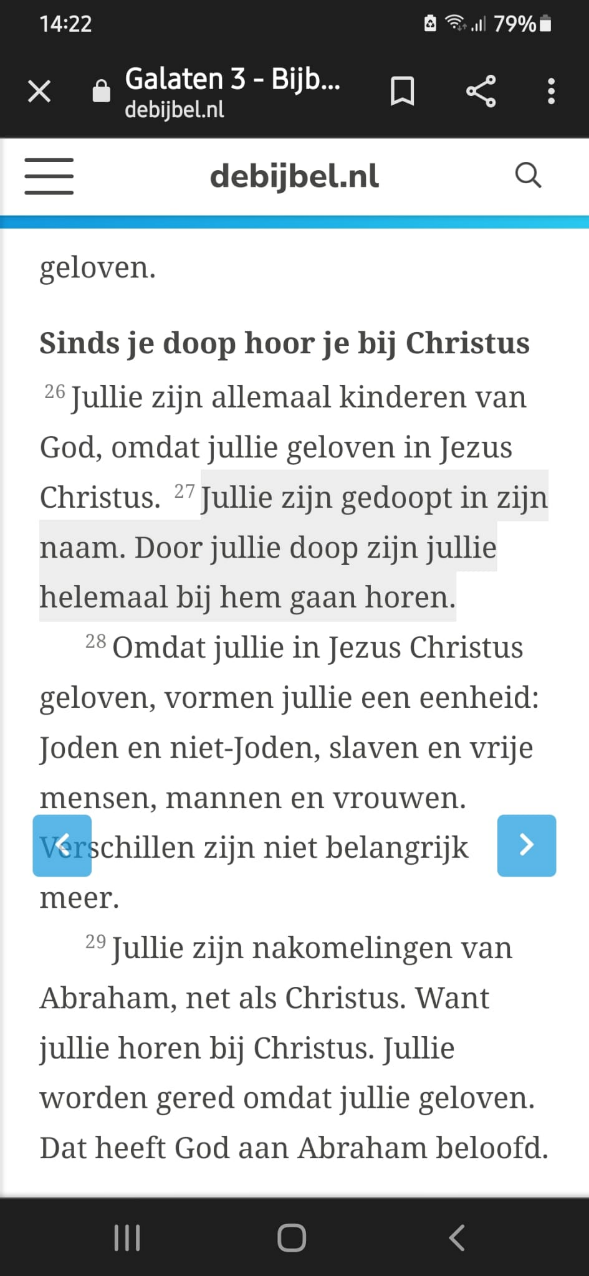 14:22
79%
Galaten 3 - Bijb...
debijbel.nl
debijbel.nl
geloven.
Sinds je doop hoor je bij Christus
26 Jullie zijn allemaal kinderen van
God, omdat jullie geloven in Jezus
Christus. 27 Jullie zijn gedoopt in zijn
naam. Door jullie doop zijn jullie
helemaal bij hem gaan horen.
28 Omdat jullie in Jezus Christus
geloven, vormen jullie een eenheid:
Joden en niet-Joden, slaven en vrije
mensen, mannen en vrouwen.
Verschillen zijn niet belangrijk
meer.
29 Jullie zijn nakomelingen van
Abraham, net als Christus. Want
jullie horen bij Christus. Jullie
worden gered omdat jullie geloven.
Dat heeft God aan Abraham beloofd.